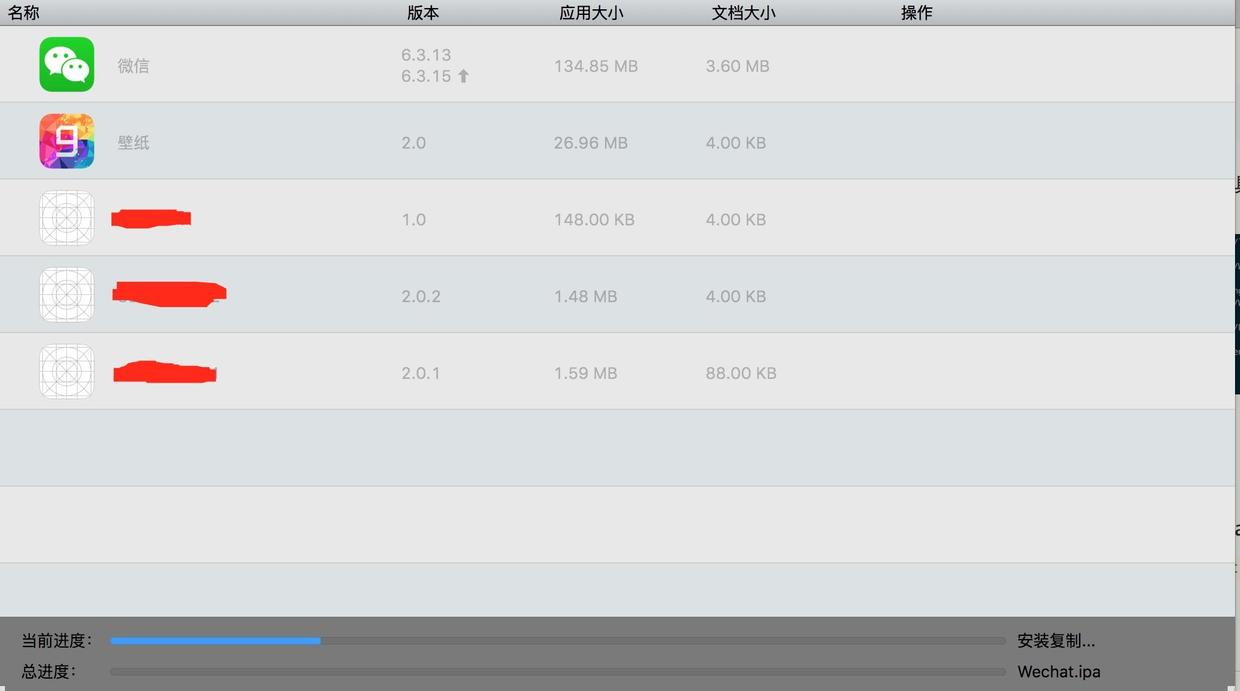 名称 版本 应用大小 文档大小 操作
微信 6.3.13 134.85 MB 3.60 MB
6.3.15
9
壁纸 2.0 26.96 MB 4.00 KB
1.0 148.00 KB 4.00 KB
2.0.2 1.48 MB 4.00 KB
2.0.1 1.59 MB 88.00 KB
当前进度： 安装复制...
总进度： Wechat.ipa